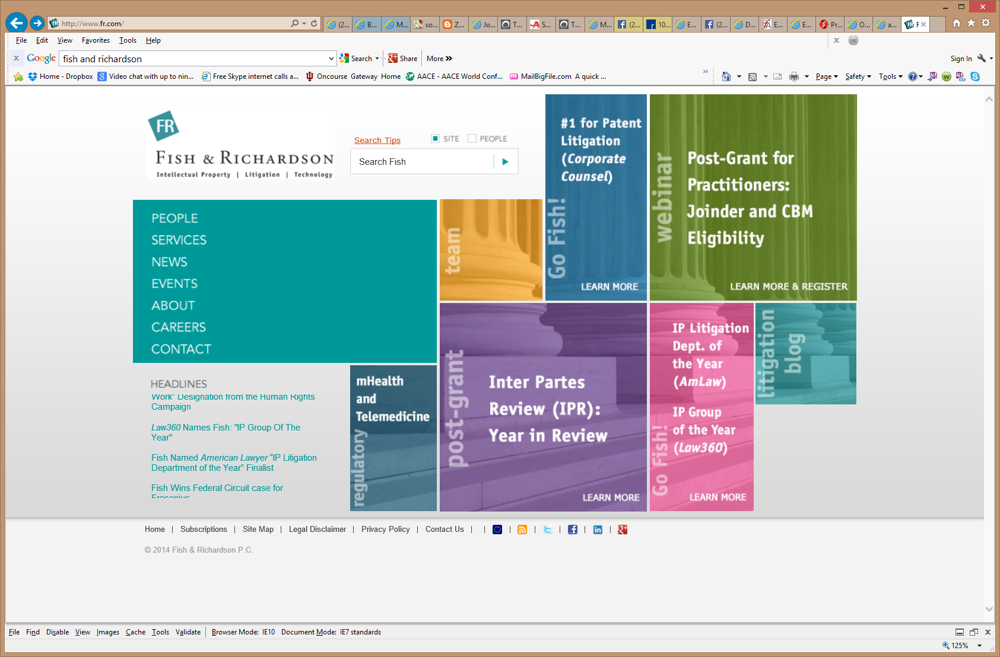 http://www.fr.com/
(2...
B...
M...
so...
Z...
Jo...
T...
S...
T...
M...
(2...
10...
E...
(2...
D...
E...
E...
Pr...
O...
a...
F
File Edit View Favorites Tools Help
Google fish and richardson Search Share More Sign In
Home - Dropbox Video chat with up to nin... Free Skype internet calls a... Oncourse Gateway Home AACE - AACE World Conf... MailBigFile.com A quick ... Page Safety Tools
FR
FISH & RICHARDSON
Intellectual Property | Litigation | Technology
Search Tips SITE PEOPLE
Search Fish
PEOPLE
SERVICES
NEWS
EVENTS
ABOUT
CAREERS
CONTACT
team
#1 for Patent
Litigation
(Corporate
Counsel)
Go Fish!
LEARN MORE
webinar
Post-Grant for
Practitioners:
Joinder and CBM
Eligibility
LEARN MORE & REGISTER
HEADLINES
Work" Designation from the Human Rights
Campaign
Law360 Names Fish: "IP Group Of The
Year"
Fish Named American Lawyer “IP Litigation
Department of the Year” Finalist
Fish Wins Federal Circuit case for
Fresenius
mHealth
and
Telemedicine
regulatory
post-grant
Inter Partes
Review (IPR):
Year in Review
LEARN MORE
IP Litigation
Dept. of
the Year
(AmLaw)
IP Group
of the Year
(Law360)
Go Fish!
LEARN MORE
litigation
blog
Home | Subscriptions | Site Map | Legal Disclaimer | Privacy Policy | Contact Us | | | | | | |
© 2014 Fish & Richardson P.C.
File Find Disable View Images Cache Tools Validate Browser Mode: IE10 Document Mode: IE7 standards
125%